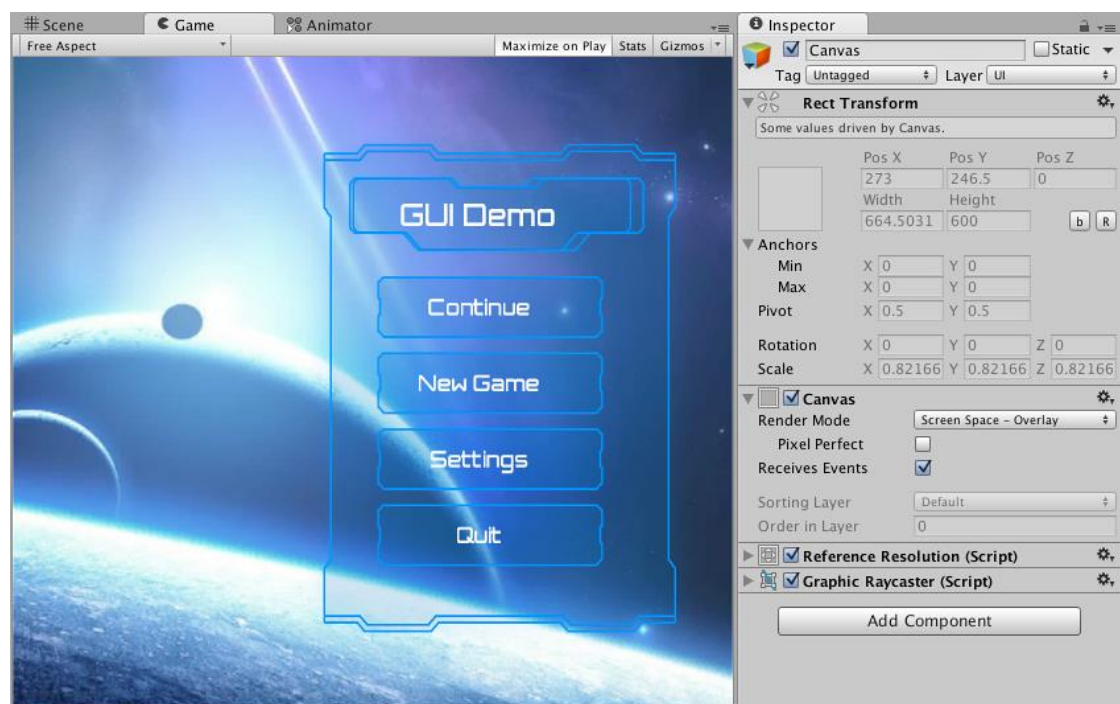 Scene Game Animator
Free Aspect Maximize on Play Stats Gizmos
GUI Demo
Continue
New Game
Settings
Quit
Inspector
Canvas Static
Tag Untagged Layer UI
Rect Transform
Some values driven by Canvas.
Pos X Pos Y Pos Z
273 246.5 0
Width Height
664.5031 600 b R
Anchors
Min X 0 Y 0
Max X 0 Y 0
Pivot X 0.5 Y 0.5
Rotation X 0 Y 0 Z 0
Scale X 0.82166 Y 0.82166 Z 0.82166
Canvas
Render Mode Screen Space – Overlay
Pixel Perfect
Receives Events
Sorting Layer Default
Order in Layer 0
Reference Resolution (Script)
Graphic Raycaster (Script)
Add Component